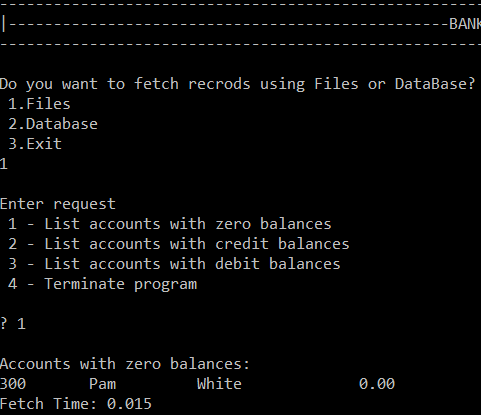 --------------------------------------------------
|------------------------------------------------BANK
--------------------------------------------------
Do you want to fetch recrods using Files or DataBase?
1.Files
2.Database
3.Exit
1
Enter request
1 - List accounts with zero balances
2 - List accounts with credit balances
3 - List accounts with debit balances
4 - Terminate program
? 1
Accounts with zero balances:
300 Pam White 0.00
Fetch Time: 0.015